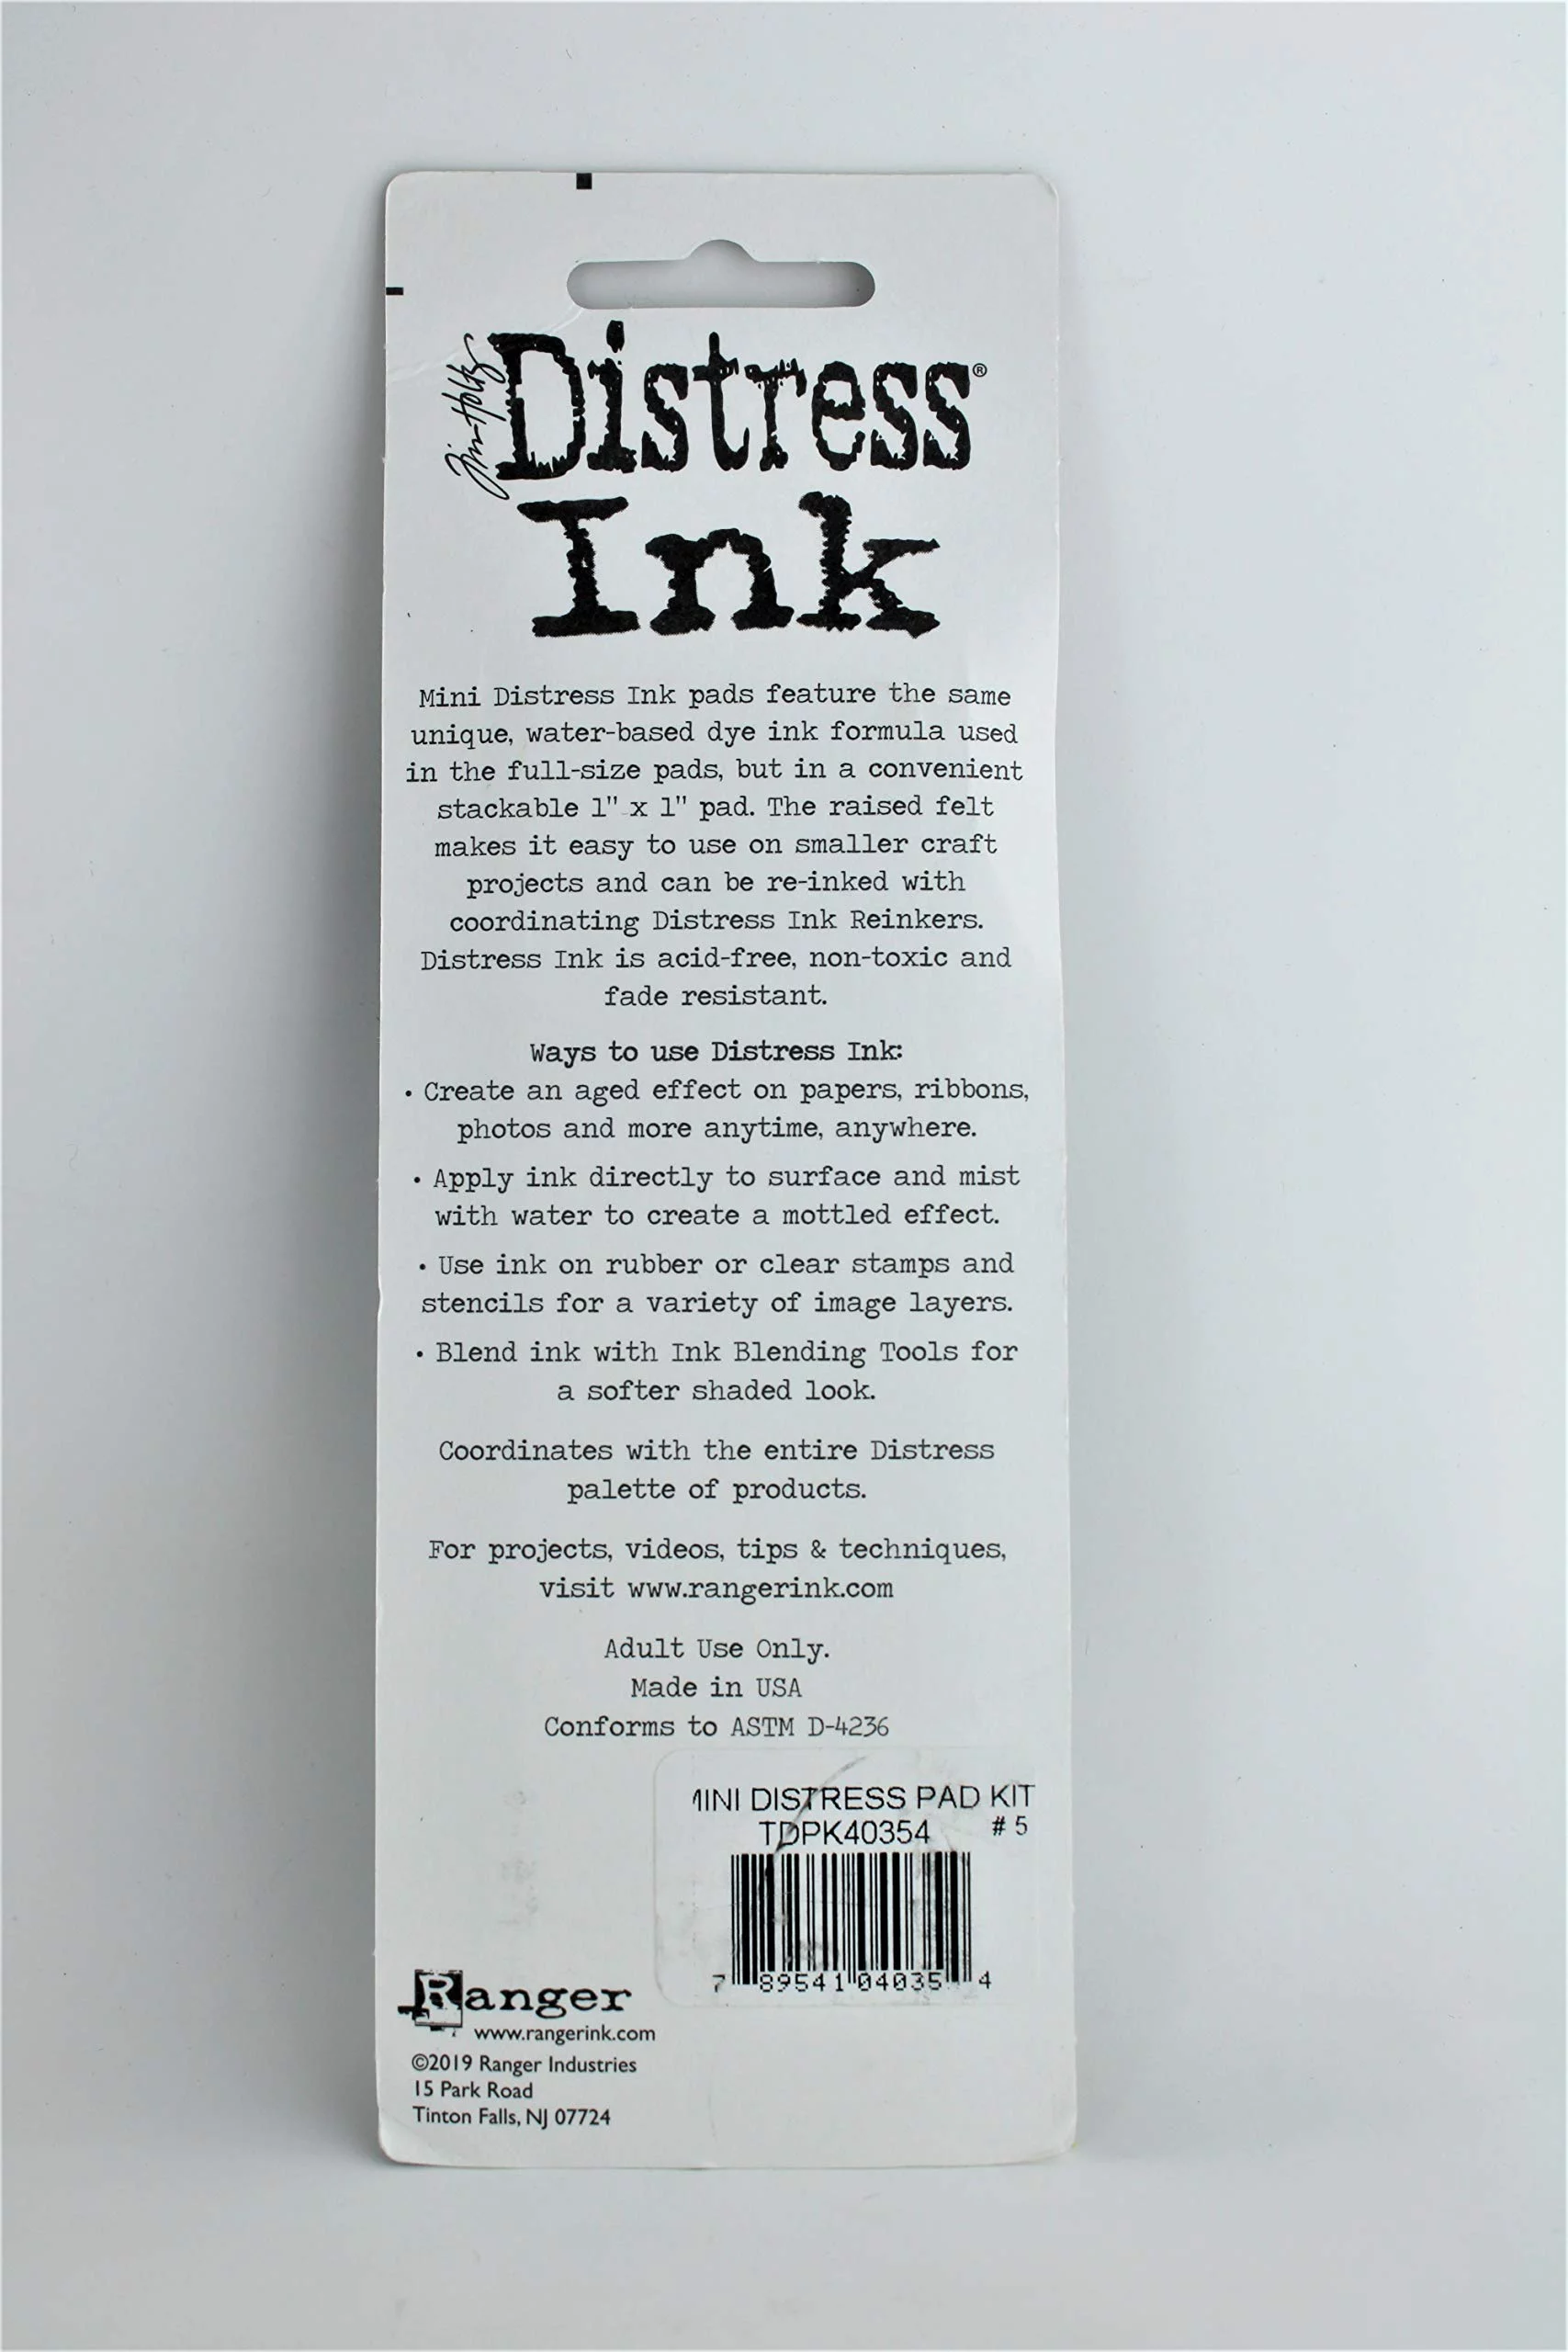 Tim Holtz
Distress®
Ink
Mini Distress Ink pads feature the same
unique, water-based dye ink formula used
in the full-size pads, but in a convenient
stackable 1" x 1" pad. The raised felt
makes it easy to use on smaller craft
projects and can be re-inked with
coordinating Distress Ink Reinkers.
Distress Ink is acid-free, non-toxic and
fade resistant.
Ways to use Distress Ink:
• Create an aged effect on papers, ribbons,
photos and more anytime, anywhere.
• Apply ink directly to surface and mist
with water to create a mottled effect.
• Use ink on rubber or clear stamps and
stencils for a variety of image layers.
• Blend ink with Ink Blending Tools for
a softer shaded look.
Coordinates with the entire Distress
palette of products.
For projects, videos, tips & techniques,
visit www.rangerink.com
Adult Use Only.
Made in USA
Conforms to ASTM D-4236
MINI DISTRESS PAD KIT
TDPK40354 #5
7 89541 04035 4
Ranger
www.rangerink.com
©2019 Ranger Industries
15 Park Road
Tinton Falls, NJ 07724